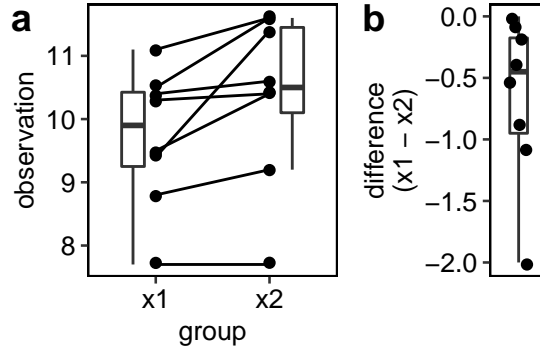 a
observation
11
10
9
8
x1 x2
group
b
difference
(x1 − x2)
0.0
−0.5
−1.0
−1.5
−2.0